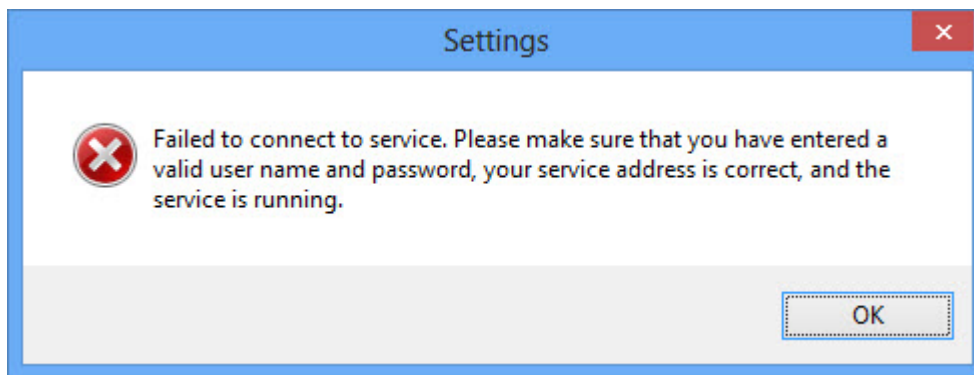 Settings
Failed to connect to service. Please make sure that you have entered a
valid user name and password, your service address is correct, and the
service is running.
OK